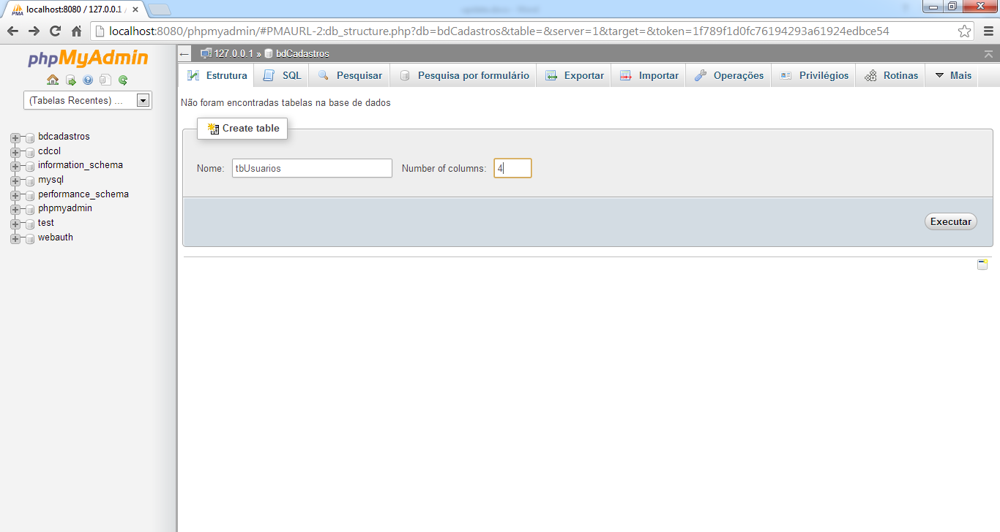 localhost:8080 / 127.0.0.1 /
localhost:8080/phpmyadmin/#PMAURL-2:db_structure.php?db=bdCadastros&table=&server=1&target=&token=1f789f1d0fc76194293a61924edbce54
phpMyAdmin
(Tabelas Recentes) ...
bdcadastros
cdcol
information_schema
mysql
performance_schema
phpmyadmin
test
webauth
127.0.0.1 » bdCadastros
Estrutura SQL Pesquisar Pesquisa por formulário Exportar Importar Operações Privilégios Rotinas Mais
Não foram encontradas tabelas na base de dados
Create table
Nome: tbUsuarios Number of columns: 4
Executar